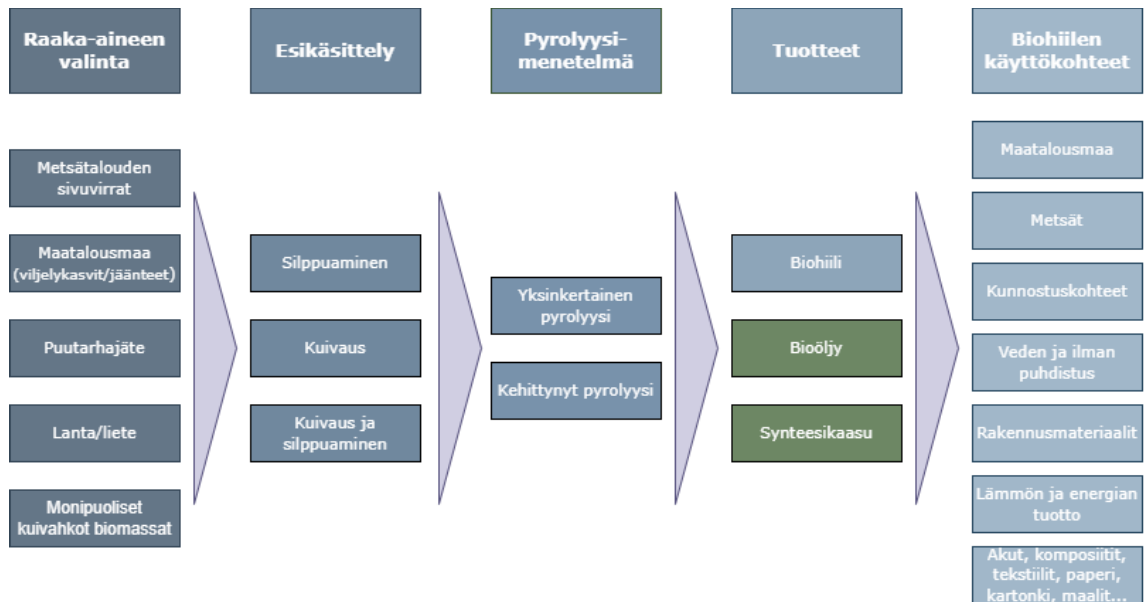 Raaka-aineen
valinta
Esikäsittely
Pyrolyysi-
menetelmä
Tuotteet
Biohiilen
käyttökohteet
Metsätalouden
sivuvirrat
Maatalousmaa
(viljelykasvit/jäänteet)
Puutarhajäte
Lanta/liete
Monipuoliset
kuivahkot biomassat
Silppuaminen
Kuivaus
Kuivaus ja
silppuaminen
Yksinkertainen
pyrolyysi
Kehittynyt pyrolyysi
Biohiili
Bioöljy
Synteesikaasu
Maatalousmaa
Metsät
Kunnostuskohteet
Veden ja ilman
puhdistus
Rakennusmateriaalit
Lämmön ja energian
tuotto
Akut, komposiitit,
tekstiilit, paperi,
kartonki, maalit...